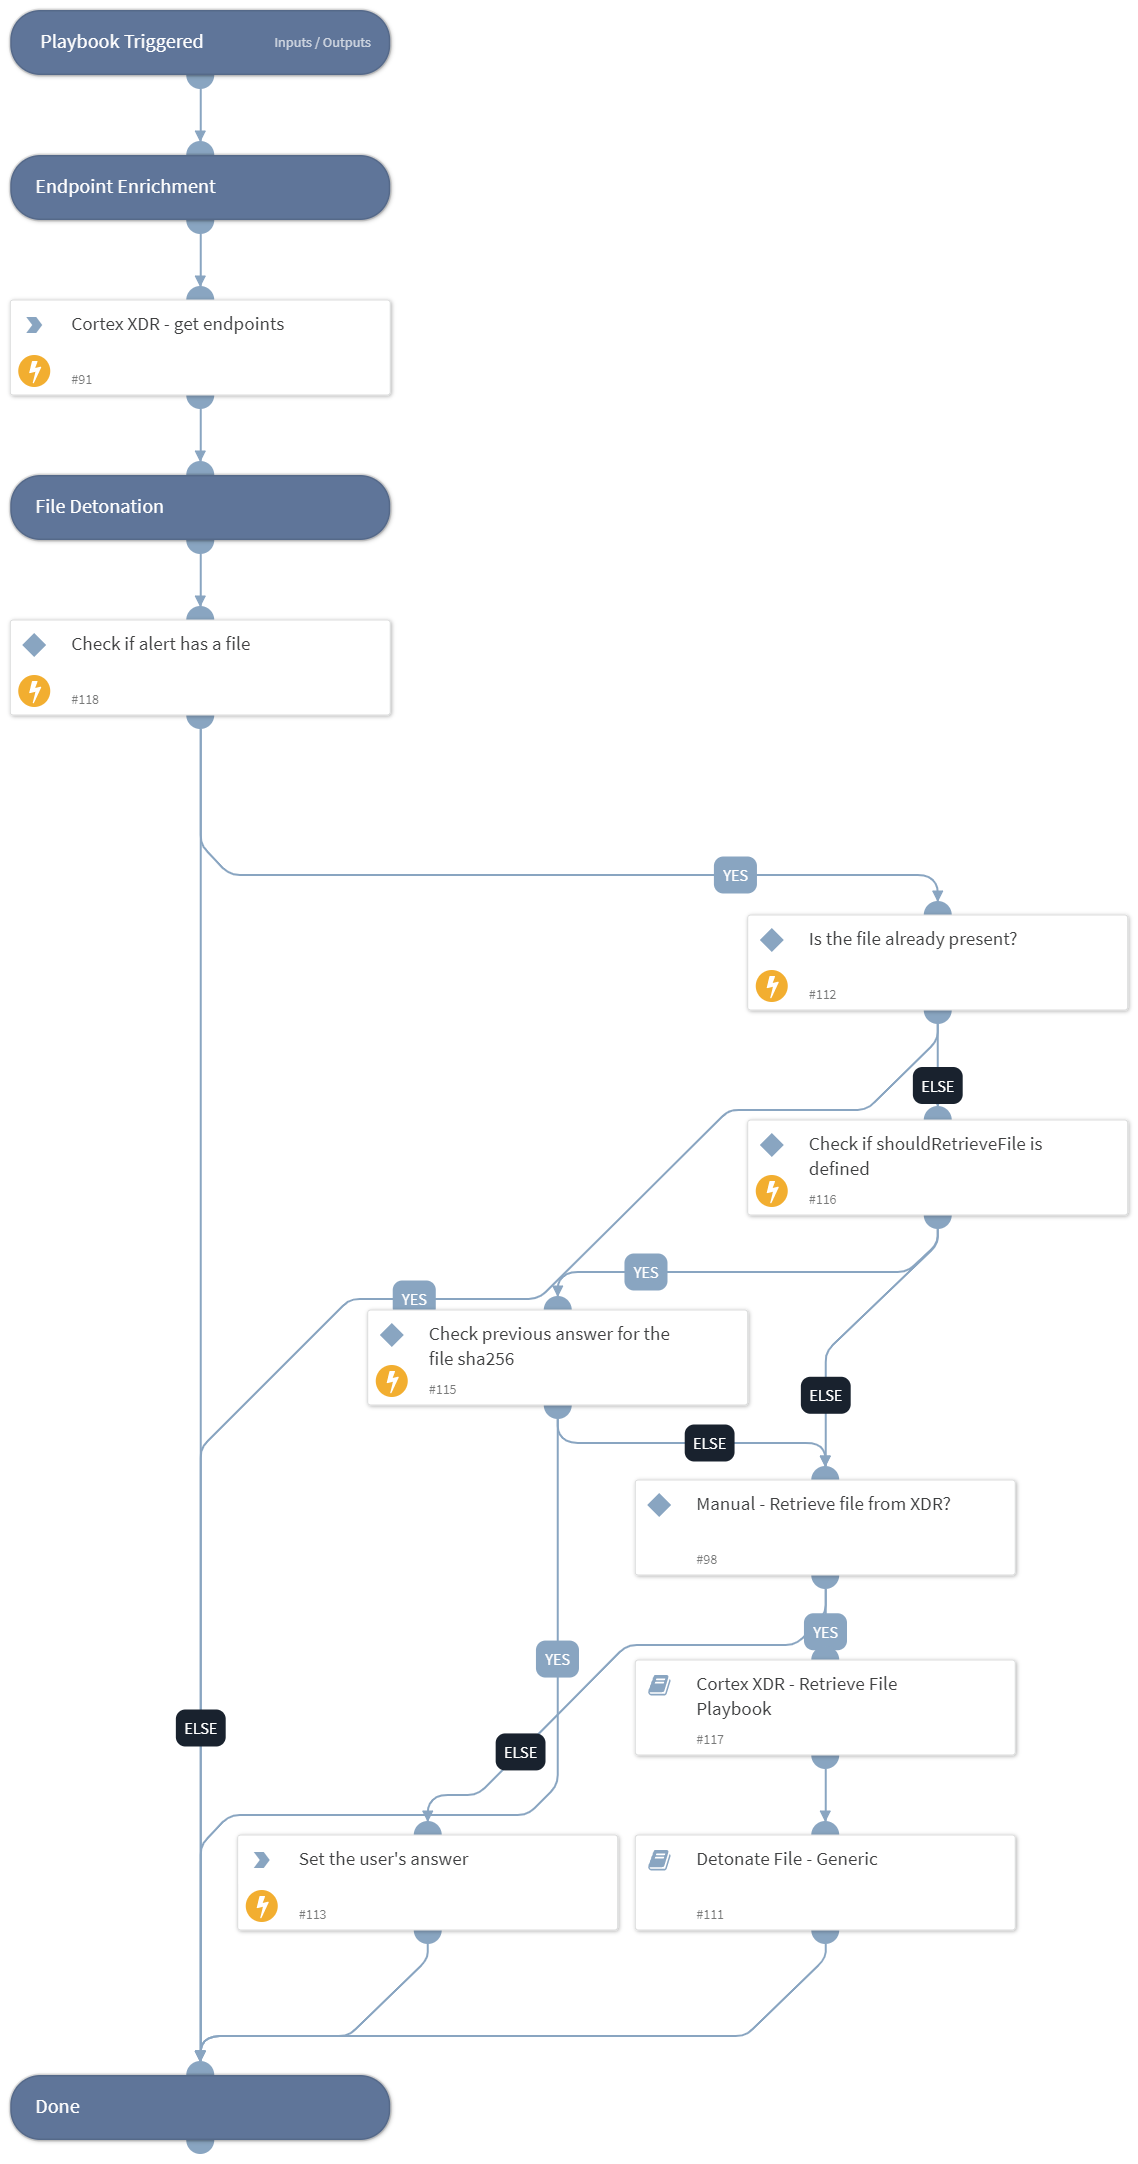 Playbook Triggered
Inputs / Outputs
Endpoint Enrichment
Cortex XDR - get endpoints
#91
File Detonation
Check if alert has a file
#118
YES
Is the file already present?
#112
ELSE
Check if shouldRetrieveFile is
defined
#116
YES
YES
Check previous answer for the
file sha256
#115
ELSE
ELSE
Manual - Retrieve file from XDR?
#98
YES
YES
Cortex XDR - Retrieve File
Playbook
#117
ELSE
ELSE
Set the user's answer
#113
Detonate File - Generic
#111
Done